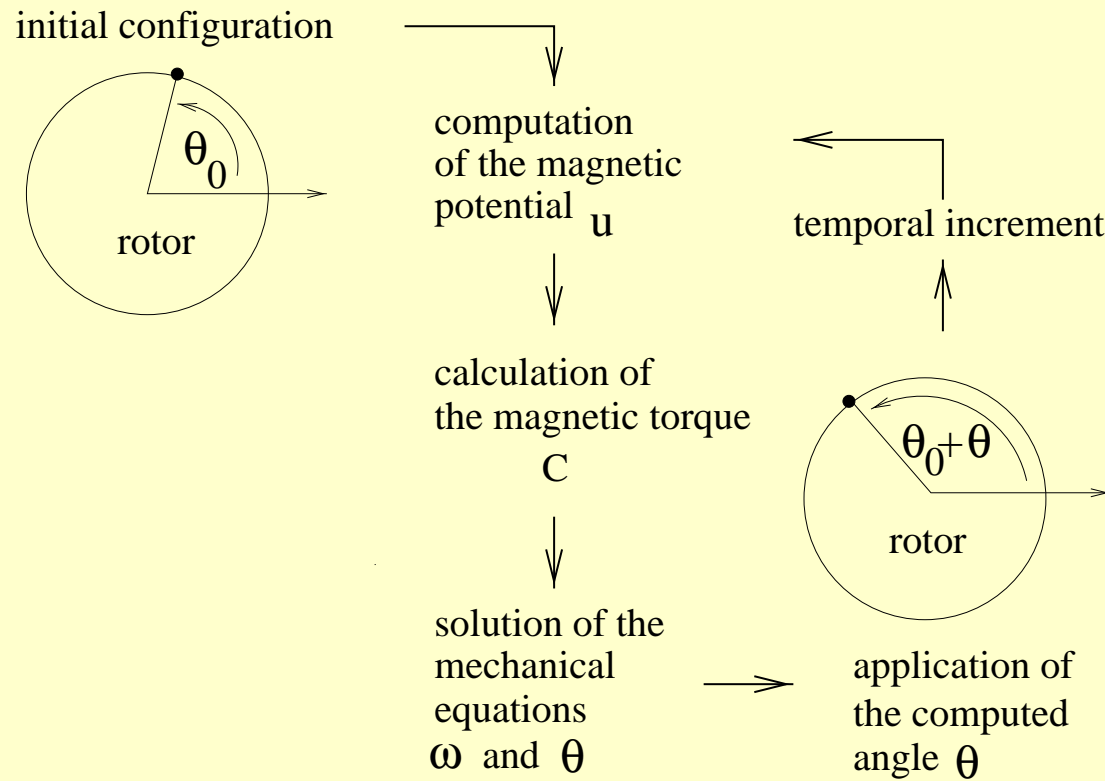 initial configuration
θ0
rotor
computation
of the magnetic
potential u
calculation of
the magnetic torque
C
solution of the
mechanical
equations
ω and θ
temporal increment
θ0+θ
rotor
application of
the computed
angle θ